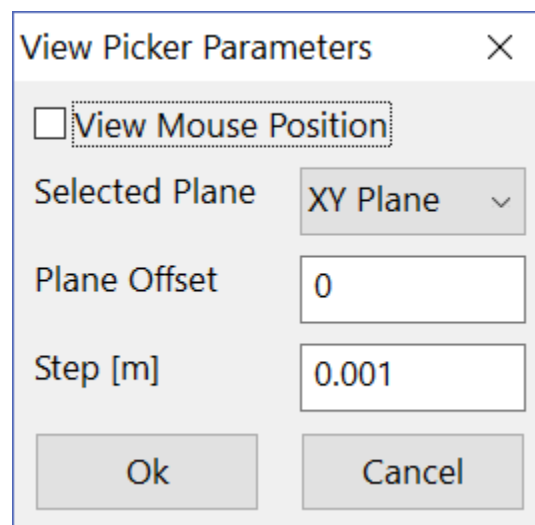 View Picker Parameters
View Mouse Position
Selected Plane XY Plane
Plane Offset 0
Step [m] 0.001
Ok Cancel